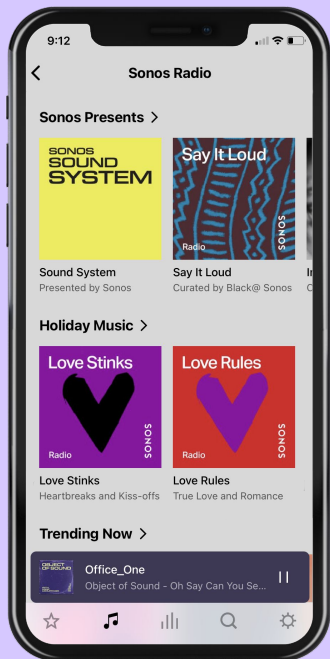 9:12
Sonos Radio
Sonos Presents >
SONOS
SOUND
SYSTEM
Say It Loud
Radio
SONOS
Sound System
Presented by Sonos
Say It Loud
Curated by Black@ Sonos
Holiday Music >
Love Stinks
Radio
SONOS
Love Rules
Radio
SONOS
Love Stinks
Heartbreaks and Kiss-offs
Love Rules
True Love and Romance
Trending Now >
OBJECT
OF SOUND
Office_One
Object of Sound - Oh Say Can You Se...